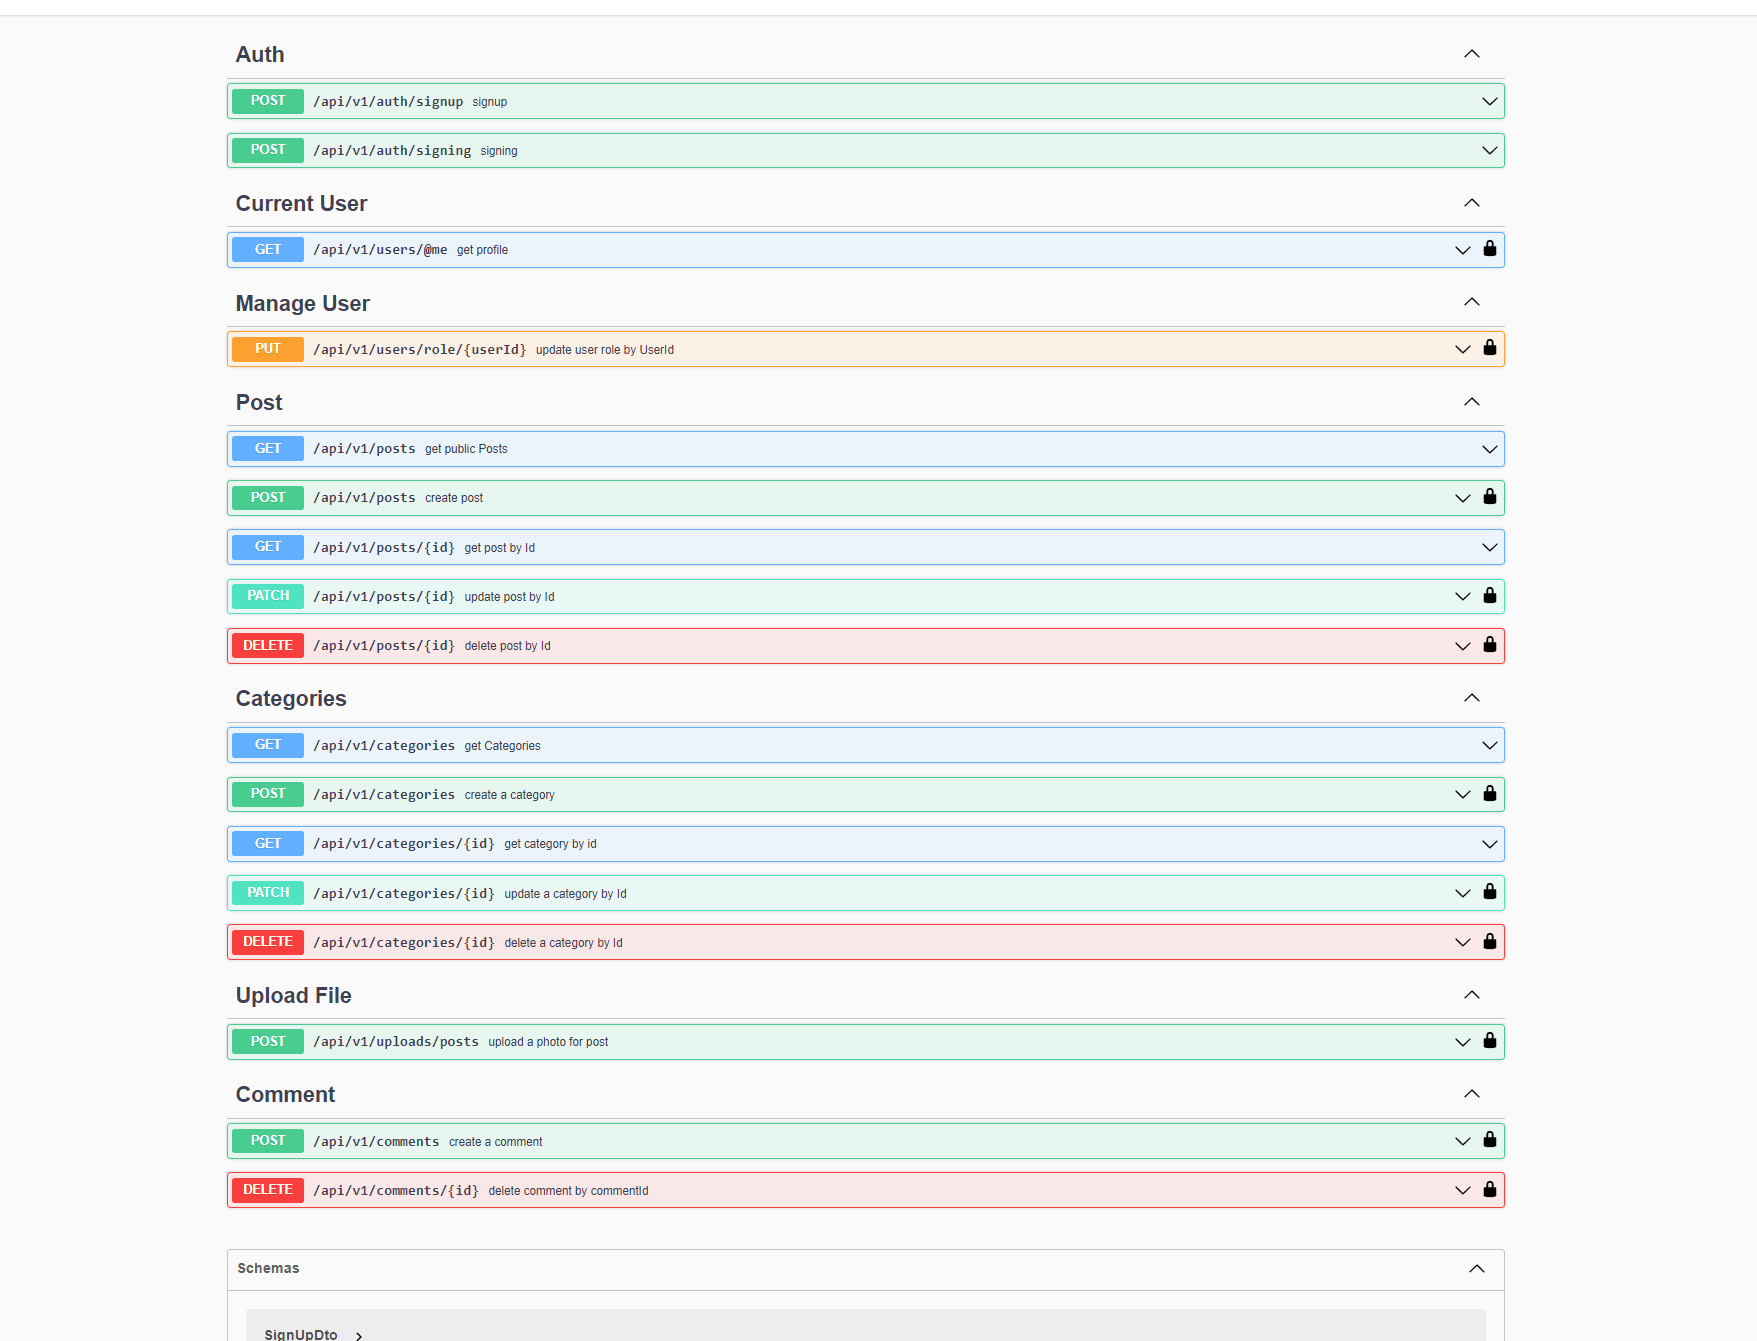 Auth
POST /api/v1/auth/signup signup
POST /api/v1/auth/signing signing
Current User
GET /api/v1/users/@me get profile
Manage User
PUT /api/v1/users/role/{userId} update user role by UserId
Post
GET /api/v1/posts get public Posts
POST /api/v1/posts create post
GET /api/v1/posts/{id} get post by Id
PATCH /api/v1/posts/{id} update post by Id
DELETE /api/v1/posts/{id} delete post by Id
Categories
GET /api/v1/categories get Categories
POST /api/v1/categories create a category
GET /api/v1/categories/{id} get category by id
PATCH /api/v1/categories/{id} update a category by Id
DELETE /api/v1/categories/{id} delete a category by Id
Upload File
POST /api/v1/uploads/posts upload a photo for post
Comment
POST /api/v1/comments create a comment
DELETE /api/v1/comments/{id} delete comment by commentId
Schemas
SignUpDto